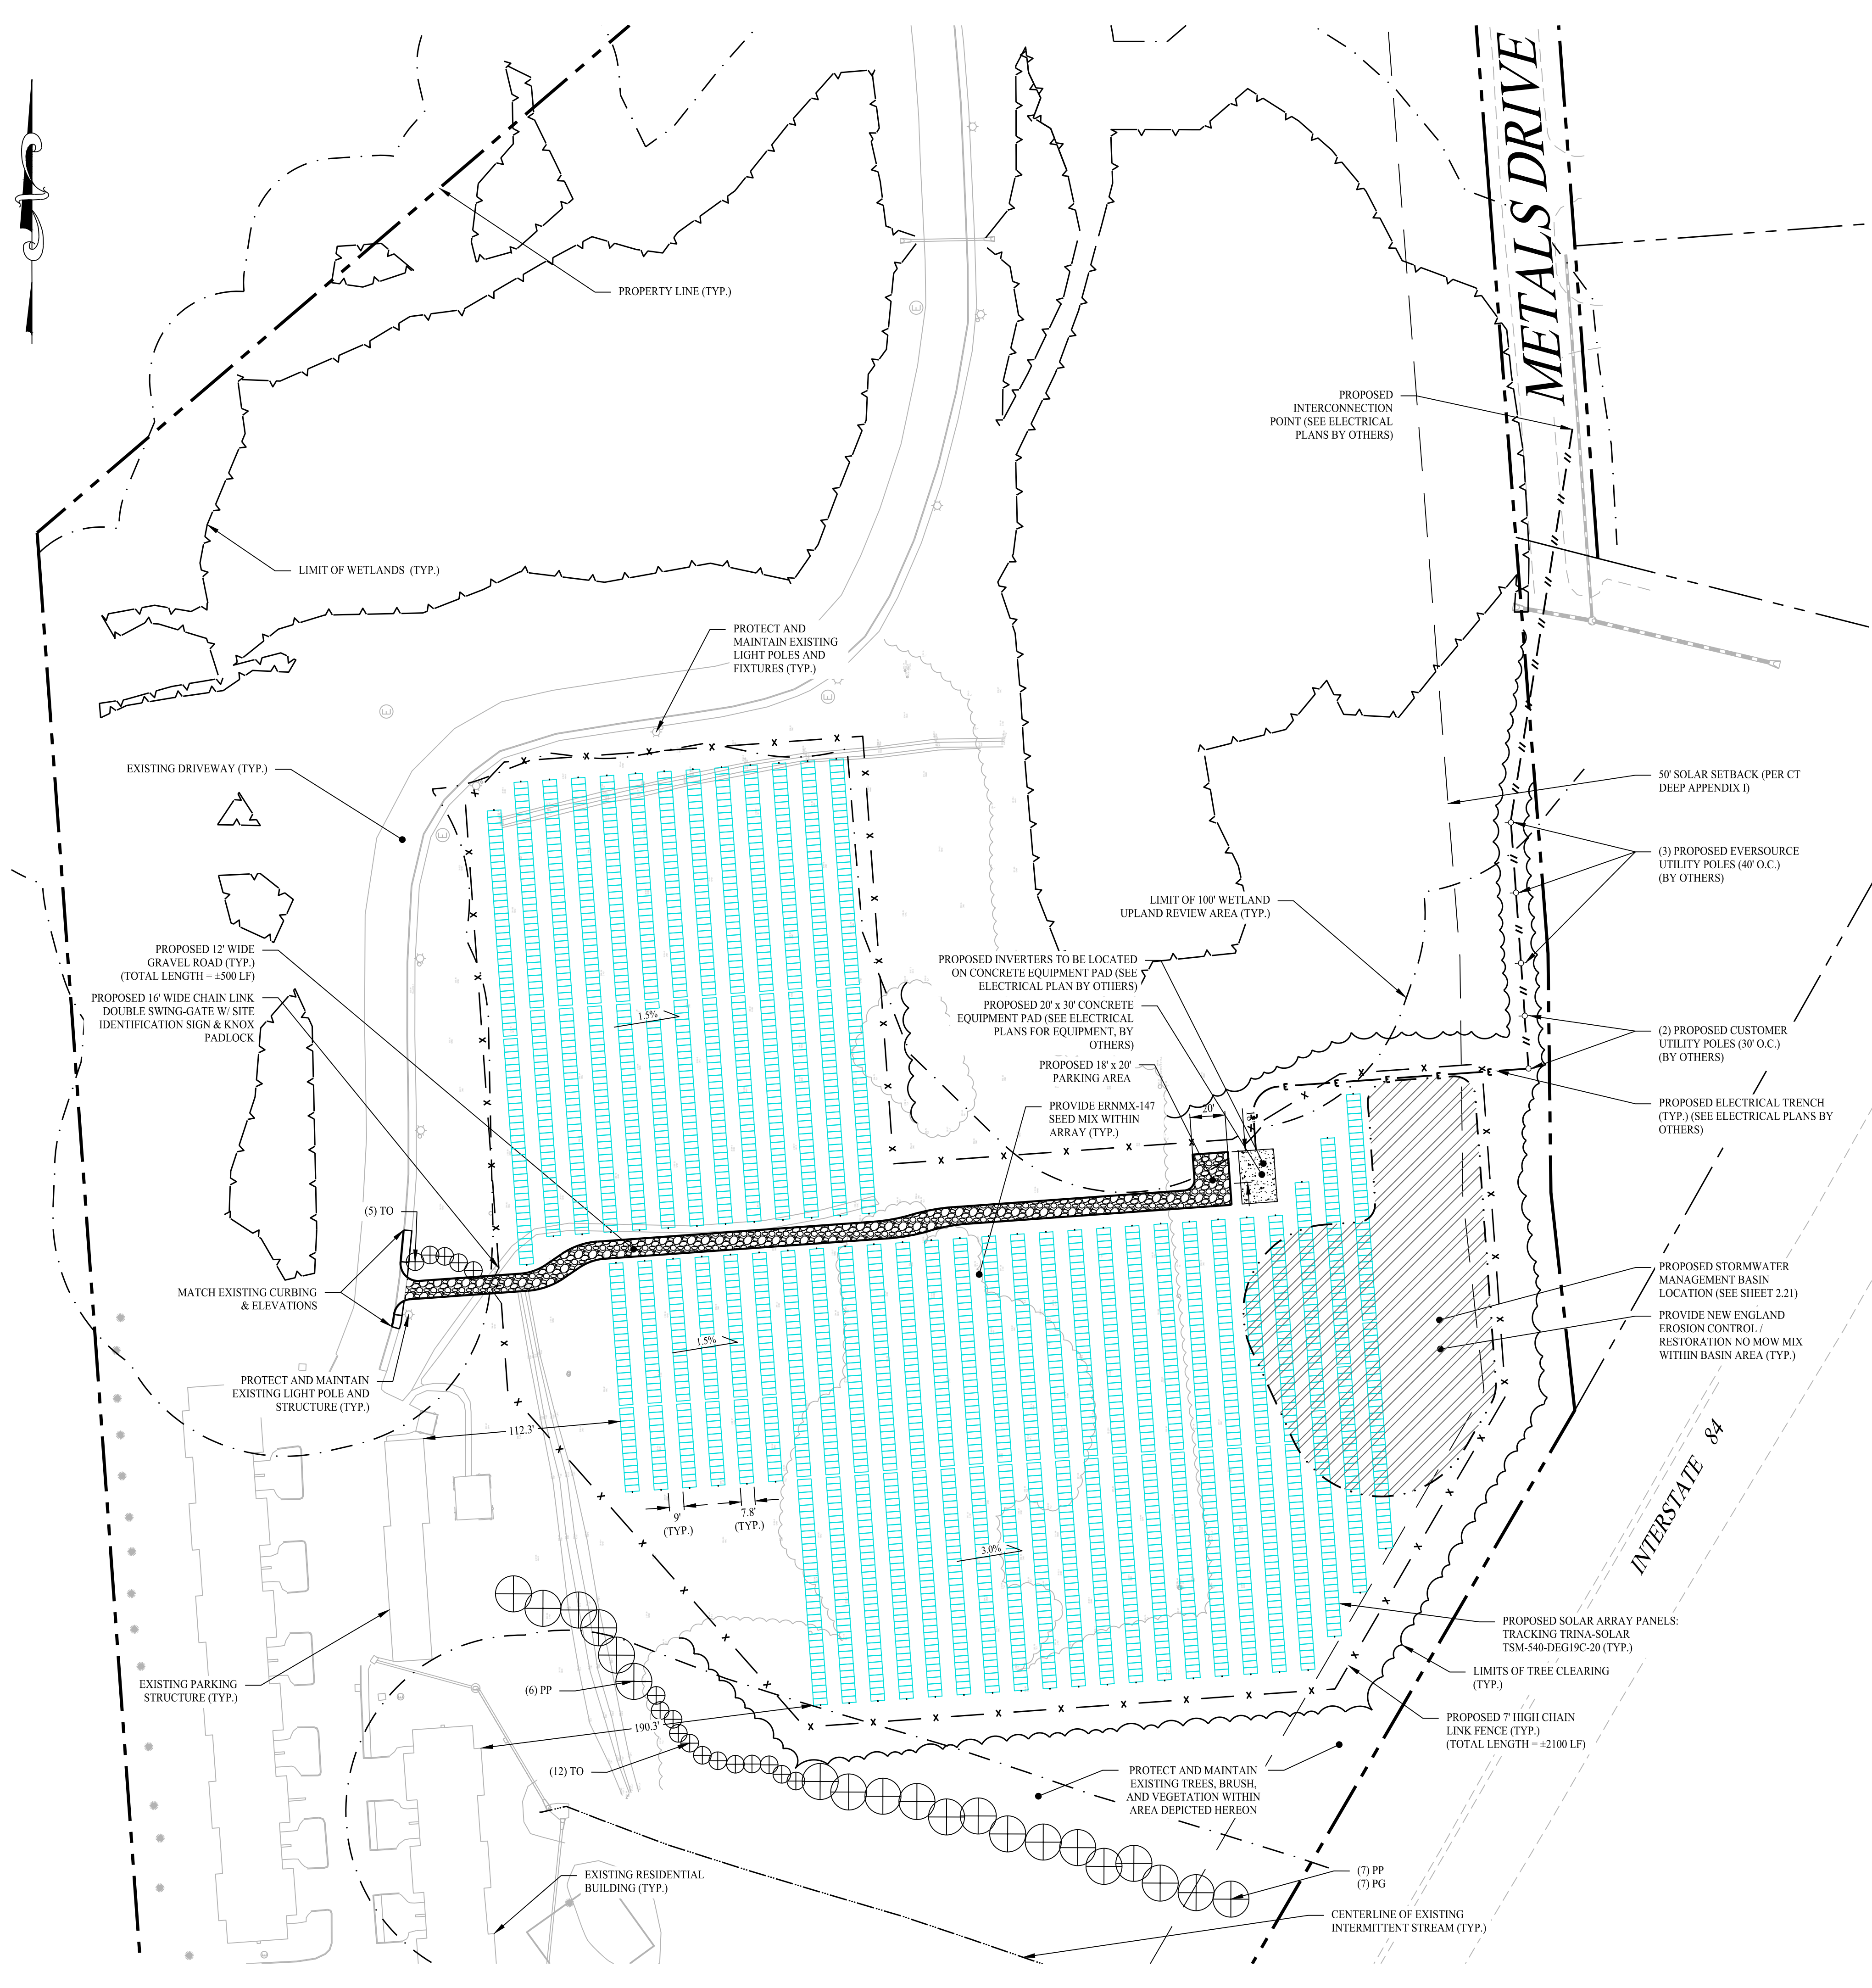 METALS DRIVE
PROPERTY LINE (TYP.)
PROPOSED
INTERCONNECTION
POINT (SEE ELECTRICAL
PLANS BY OTHERS)
LIMIT OF WETLANDS (TYP.)
PROTECT AND
MAINTAIN EXISTING
LIGHT POLES AND
FIXTURES (TYP.)
EXISTING DRIVEWAY (TYP.)
50' SOLAR SETBACK (PER CT
DEEP APPENDIX I)
(3) PROPOSED EVERSOURCE
UTILITY POLES (40' O.C.)
(BY OTHERS)
LIMIT OF 100' WETLAND
UPLAND REVIEW AREA (TYP.)
PROPOSED 12' WIDE
GRAVEL ROAD (TYP.)
(TOTAL LENGTH = ±500 LF)
PROPOSED INVERTERS TO BE LOCATED
ON CONCRETE EQUIPMENT PAD (SEE
ELECTRICAL PLAN BY OTHERS)
PROPOSED 16' WIDE CHAIN LINK
DOUBLE SWING-GATE W/ SITE
IDENTIFICATION SIGN & KNOX
PADLOCK
PROPOSED 20' x 30' CONCRETE
EQUIPMENT PAD (SEE ELECTRICAL
PLANS FOR EQUIPMENT, BY
OTHERS)
1.5%
(2) PROPOSED CUSTOMER
UTILITY POLES (30' O.C.)
(BY OTHERS)
PROPOSED 18' x 20'
PARKING AREA
PROVIDE ERNMX-147
SEED MIX WITHIN
ARRAY (TYP.)
20'
PROPOSED ELECTRICAL TRENCH
(TYP.) (SEE ELECTRICAL PLANS BY
OTHERS)
(5) TO
MATCH EXISTING CURBING
& ELEVATIONS
PROPOSED STORMWATER
MANAGEMENT BASIN
LOCATION (SEE SHEET 2.21)
PROVIDE NEW ENGLAND
EROSION CONTROL /
RESTORATION NO MOW MIX
WITHIN BASIN AREA (TYP.)
1.5%
PROTECT AND MAINTAIN
EXISTING LIGHT POLE AND
STRUCTURE (TYP.)
112.3'
INTERSTATE 84
9'
(TYP.)
7.8'
(TYP.)
3.0%
PROPOSED SOLAR ARRAY PANELS:
TRACKING TRINA-SOLAR
TSM-540-DEG19C-20 (TYP.)
LIMITS OF TREE CLEARING
(TYP.)
EXISTING PARKING
STRUCTURE (TYP.)
(6) PP
190.3'
PROPOSED 7' HIGH CHAIN
LINK FENCE (TYP.)
(TOTAL LENGTH = ±2100 LF)
(12) TO
PROTECT AND MAINTAIN
EXISTING TREES, BRUSH,
AND VEGETATION WITHIN
AREA DEPICTED HEREON
EXISTING RESIDENTIAL
BUILDING (TYP.)
(7) PP
(7) PG
CENTERLINE OF EXISTING
INTERMITTENT STREAM (TYP.)